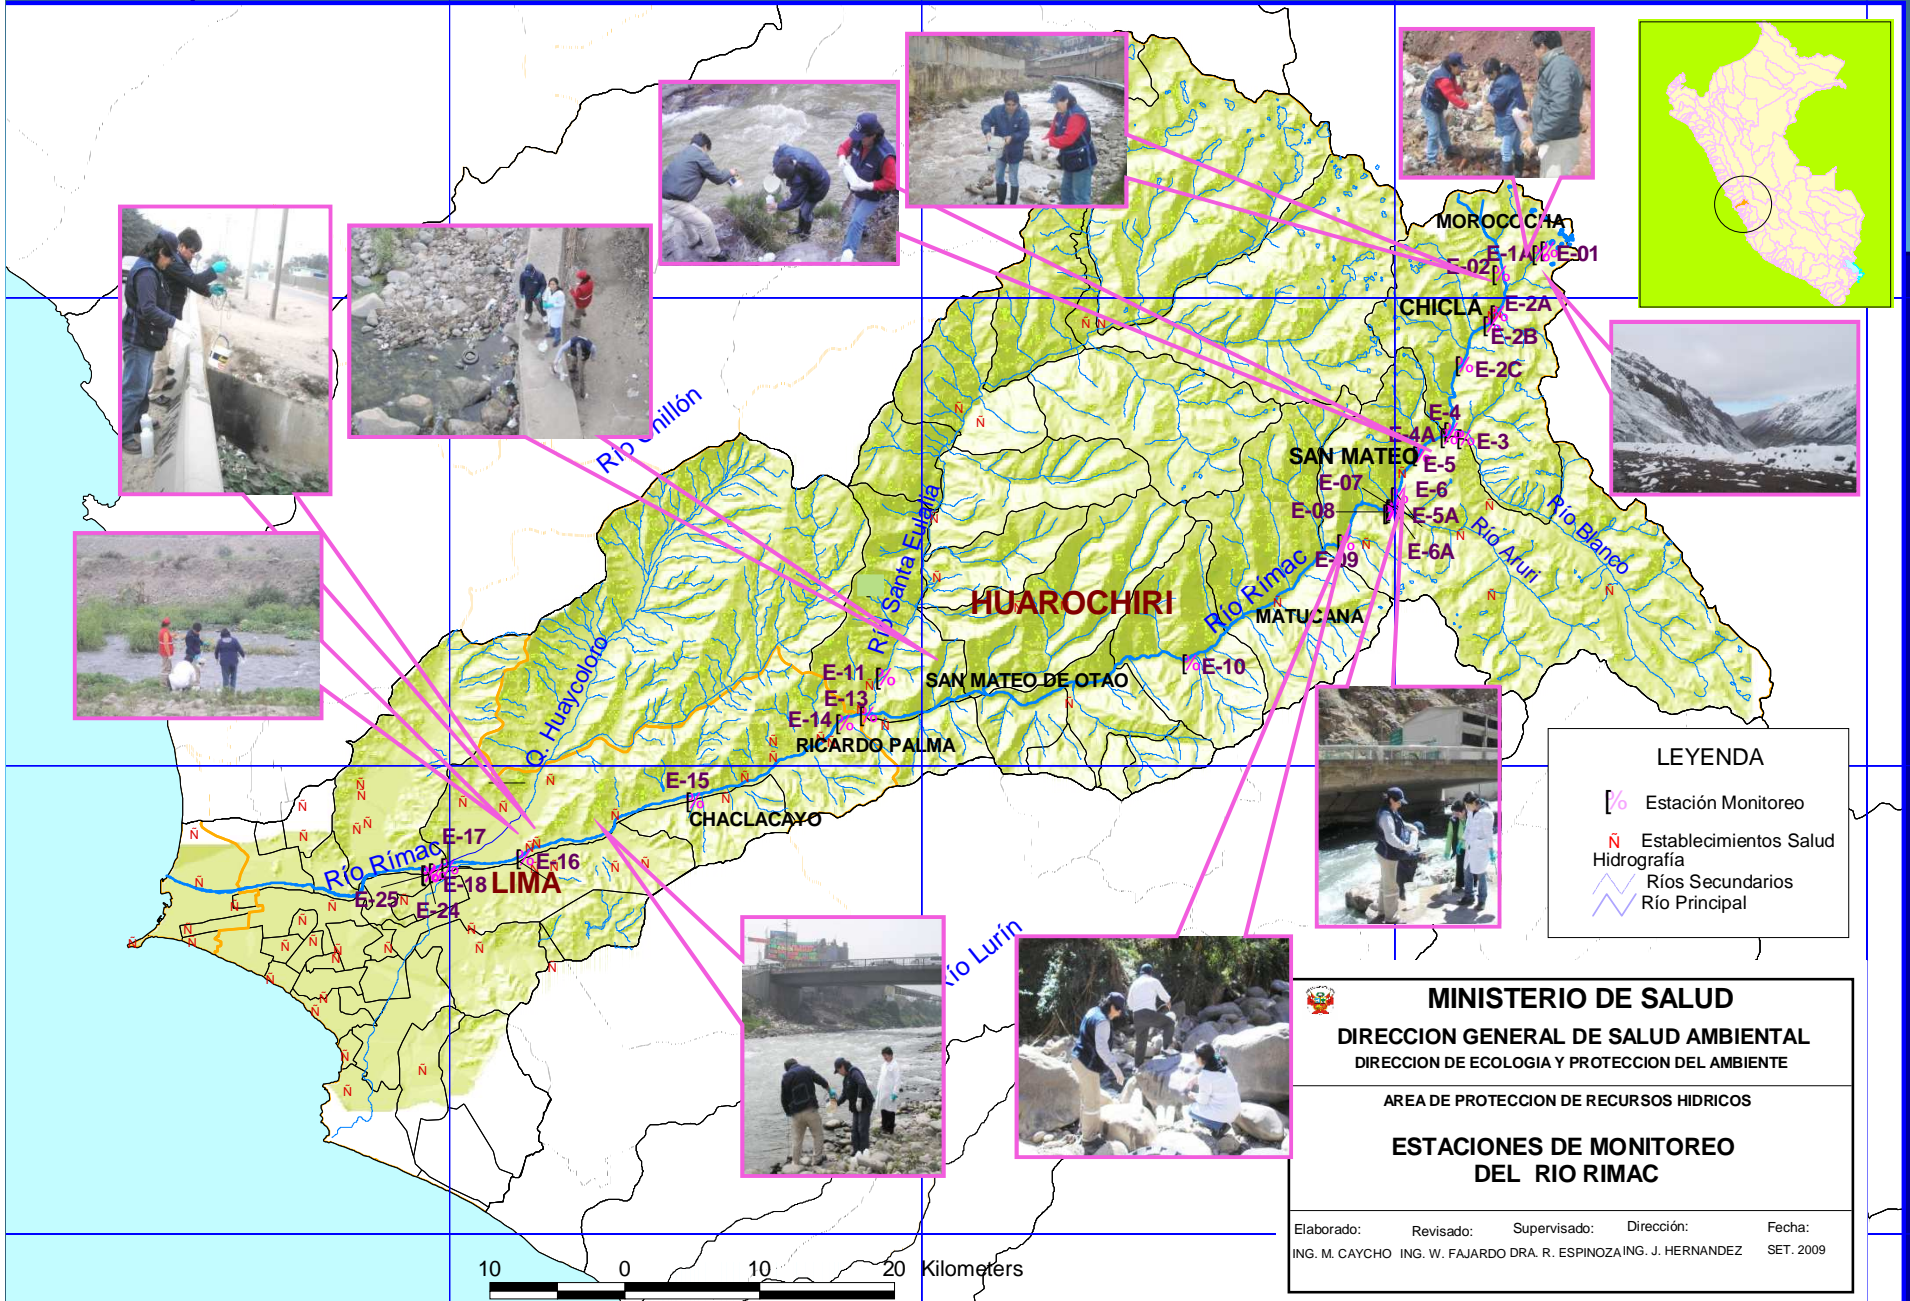 MOROCOCHA
E-1A
E-01
E-02
E-2A
CHICLA
E-2B
E-2C
E-4
E-4A
E-3
SAN MATEO
E-5
E-07
E-6
E-08
E-5A
E-6A
E-09
Río Blanco
Río Aruri
Río Chillón
Río Santa Eulalia
HUAROCHIRI
Río Rímac
MATUCANA
E-10
E-11
SAN MATEO DE OTAO
E-13
E-14
RICARDO PALMA
Q. Huaycoloro
E-15
CHACLACAYO
E-17
Río Rímac
E-16
E-18
LIMA
E-25
E-24
Río Lurín
LEYENDA
Estación Monitoreo
Ñ Establecimientos Salud
Hidrografía
Ríos Secundarios
Río Principal
MINISTERIO DE SALUD
DIRECCION GENERAL DE SALUD AMBIENTAL
DIRECCION DE ECOLOGIA Y PROTECCION DEL AMBIENTE
AREA DE PROTECCION DE RECURSOS HIDRICOS
ESTACIONES DE MONITOREO
DEL RIO RIMAC
Elaborado: Revisado: Supervisado: Dirección: Fecha:
ING. M. CAYCHO ING. W. FAJARDO DRA. R. ESPINOZA ING. J. HERNANDEZ SET. 2009
10 0 10 20 Kilometers